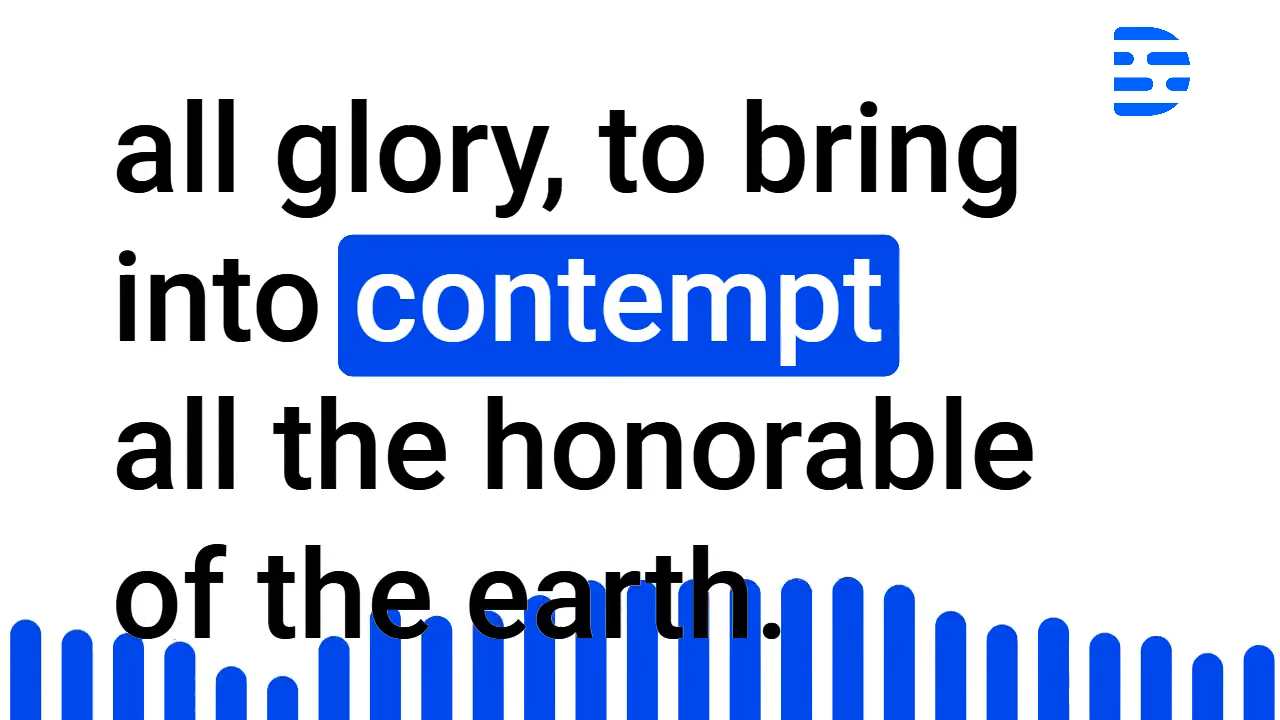 all glory, to bring
into contempt
all the honorable
of the earth.